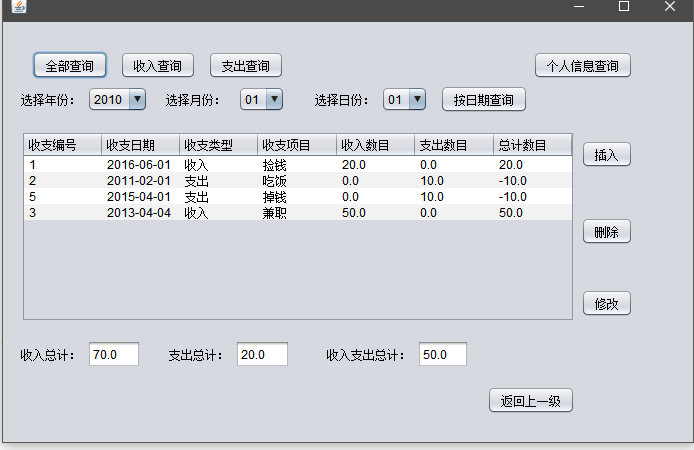 全部查询 收入查询 支出查询 个人信息查询
选择年份： 2010 选择月份： 01 选择日份： 01 按日期查询
收支编号 收支日期 收支类型 收支项目 收入数目 支出数目 总计数目
1 2016-06-01 收入 捡钱 20.0 0.0 20.0
2 2011-02-01 支出 吃饭 0.0 10.0 -10.0
5 2015-04-01 支出 掉钱 0.0 10.0 -10.0
3 2013-04-04 收入 兼职 50.0 0.0 50.0
插入
删除
修改
收入总计： 70.0 支出总计： 20.0 收入支出总计： 50.0
返回上一级